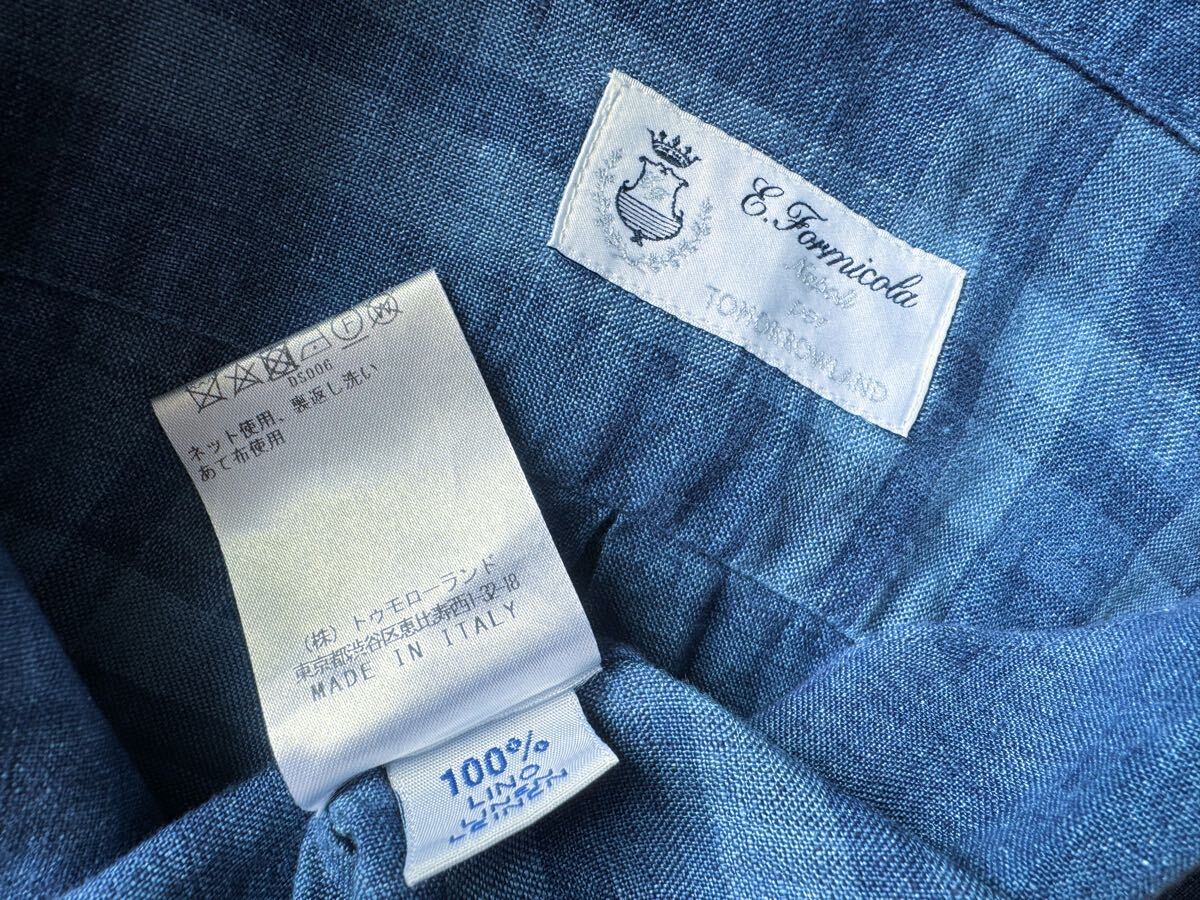 E. Formicola
Napoli
per
TOMORROWLAND
DS006
ネット使用、裏返し洗い
あて布使用
(株) トゥモローランド
東京都渋谷区恵比寿西1-32-18
MADE IN ITALY
100%
LINO
LINEN